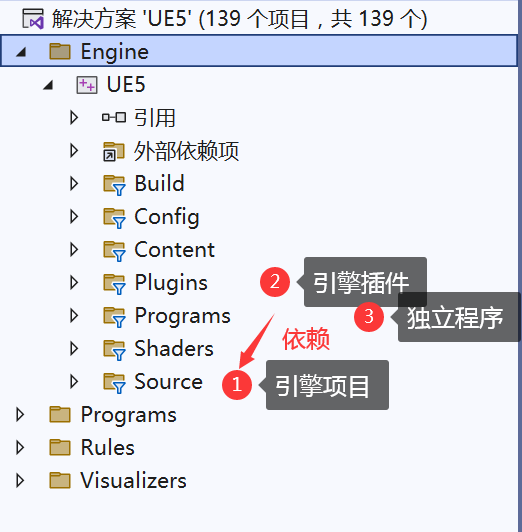 解决方案 'UE5' (139 个项目，共 139 个)
Engine
UE5
引用
外部依赖项
Build
Config
Content
Plugins 2 引擎插件
Programs 3 独立程序
Shaders 依赖
Source 1 引擎项目
Programs
Rules
Visualizers